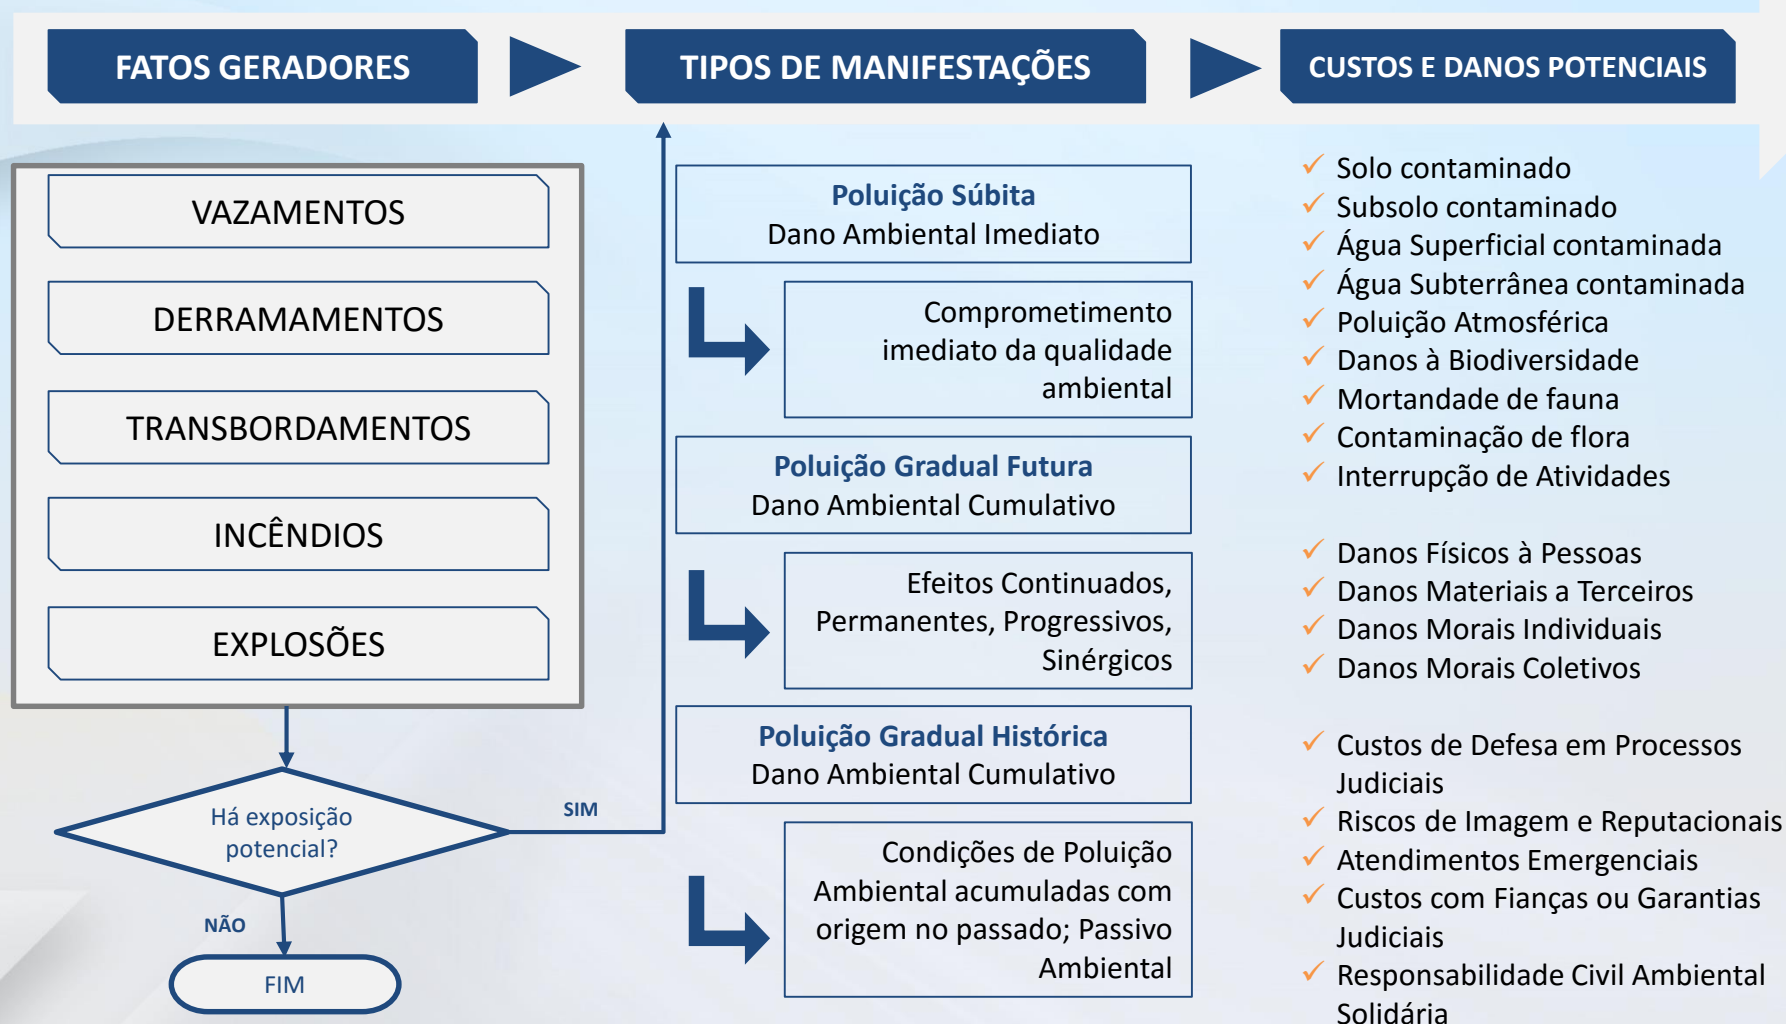 FATOS GERADORES
TIPOS DE MANIFESTAÇÕES
CUSTOS E DANOS POTENCIAIS
VAZAMENTOS
DERRAMAMENTOS
TRANSBORDAMENTOS
INCÊNDIOS
EXPLOSÕES
Há exposição
potencial?
SIM
NÃO
FIM
Poluição Súbita
Dano Ambiental Imediato
Comprometimento
imediato da qualidade
ambiental
Poluição Gradual Futura
Dano Ambiental Cumulativo
Efeitos Continuados,
Permanentes, Progressivos,
Sinérgicos
Poluição Gradual Histórica
Dano Ambiental Cumulativo
Condições de Poluição
Ambiental acumuladas com
origem no passado; Passivo
Ambiental
✓ Solo contaminado
✓ Subsolo contaminado
✓ Água Superficial contaminada
✓ Água Subterrânea contaminada
✓ Poluição Atmosférica
✓ Danos à Biodiversidade
✓ Mortandade de fauna
✓ Contaminação de flora
✓ Interrupção de Atividades
✓ Danos Físicos à Pessoas
✓ Danos Materiais a Terceiros
✓ Danos Morais Individuais
✓ Danos Morais Coletivos
✓ Custos de Defesa em Processos
Judiciais
✓ Riscos de Imagem e Reputacionais
✓ Atendimentos Emergenciais
✓ Custos com Fianças ou Garantias
Judiciais
✓ Responsabilidade Civil Ambiental
Solidária